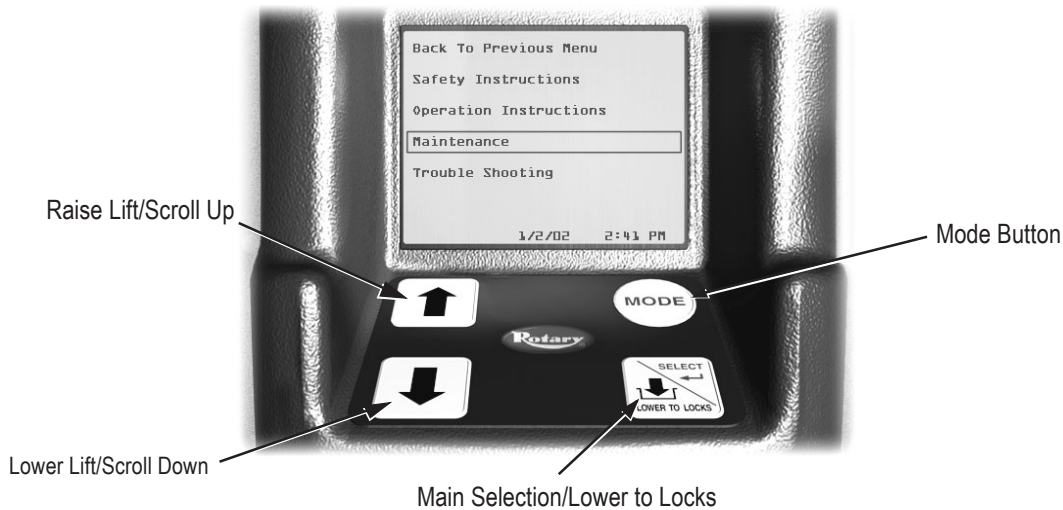 Back To Previous Menu
Safety Instructions
Operation Instructions
Maintenance
Trouble Shooting
1/2/02 2:41 PM
Raise Lift/Scroll Up
Mode Button
MODE
Rotary
SELECT
LOWER TO LOCKS
Lower Lift/Scroll Down
Main Selection/Lower to Locks